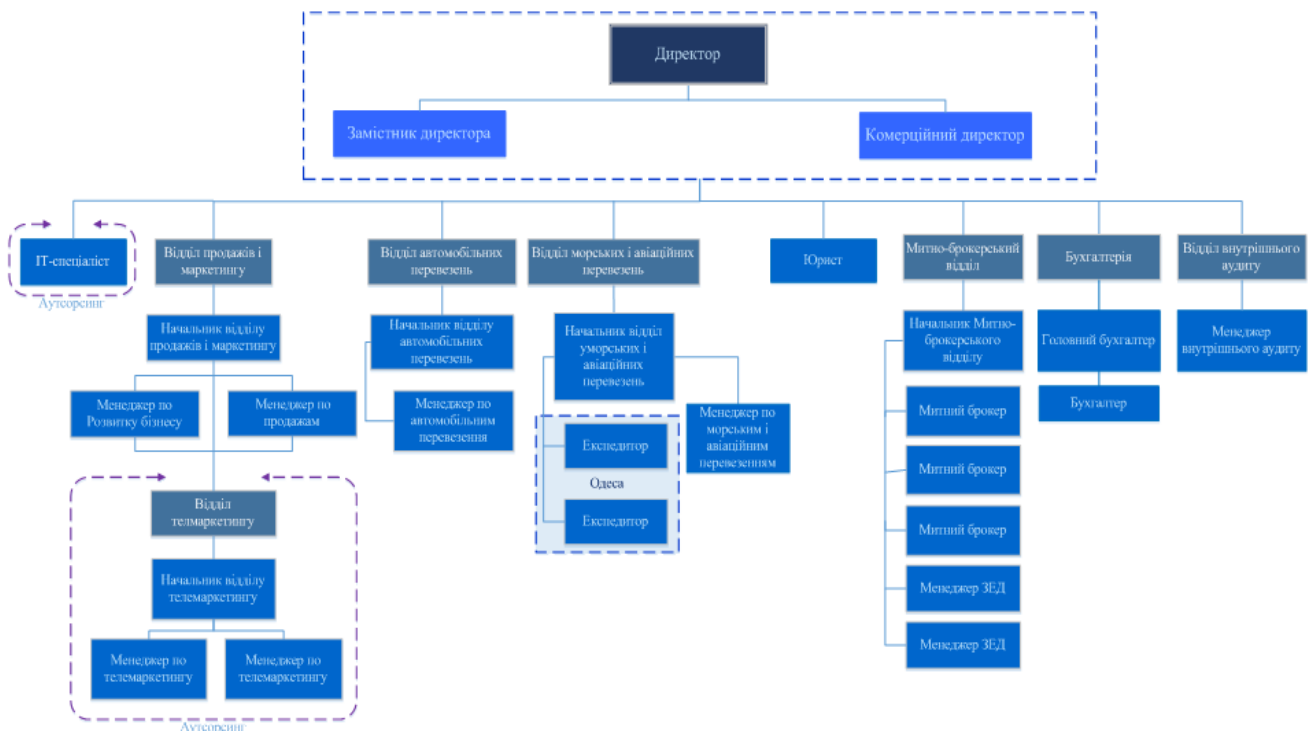 Директор
Замістник директора
Комерційний директор
ІТ-спеціаліст
Аутсорсинг
Відділ продажів і
маркетингу
Начальник відділу
продажів і маркетингу
Менеджер по
Розвитку бізнесу
Менеджер по
продажам
Відділ
телмаркетингу
Начальник відділу
телемаркетингу
Менеджер по
телемаркетингу
Менеджер по
телемаркетингу
Аутсорсинг
Відділ автомобільних
перевезень
Начальник відділу
автомобільних
перевезень
Менеджер по
автомобільним
перевезення
Відділ морських і авіаційних
перевезень
Начальник відділ
уморських і
авіаційних
перевезень
Експедитор
Одеса
Експедитор
Менеджер по
морським і
авіаційним
перевезенням
Юрист
Митно-брокерський
відділ
Начальник Митно-
брокерського
відділу
Митний брокер
Митний брокер
Митний брокер
Менеджер ЗЕД
Менеджер ЗЕД
Бухгалтерія
Головний бухгалтер
Бухгалтер
Відділ внутрішнього
аудиту
Менеджер
внутрішнього аудиту